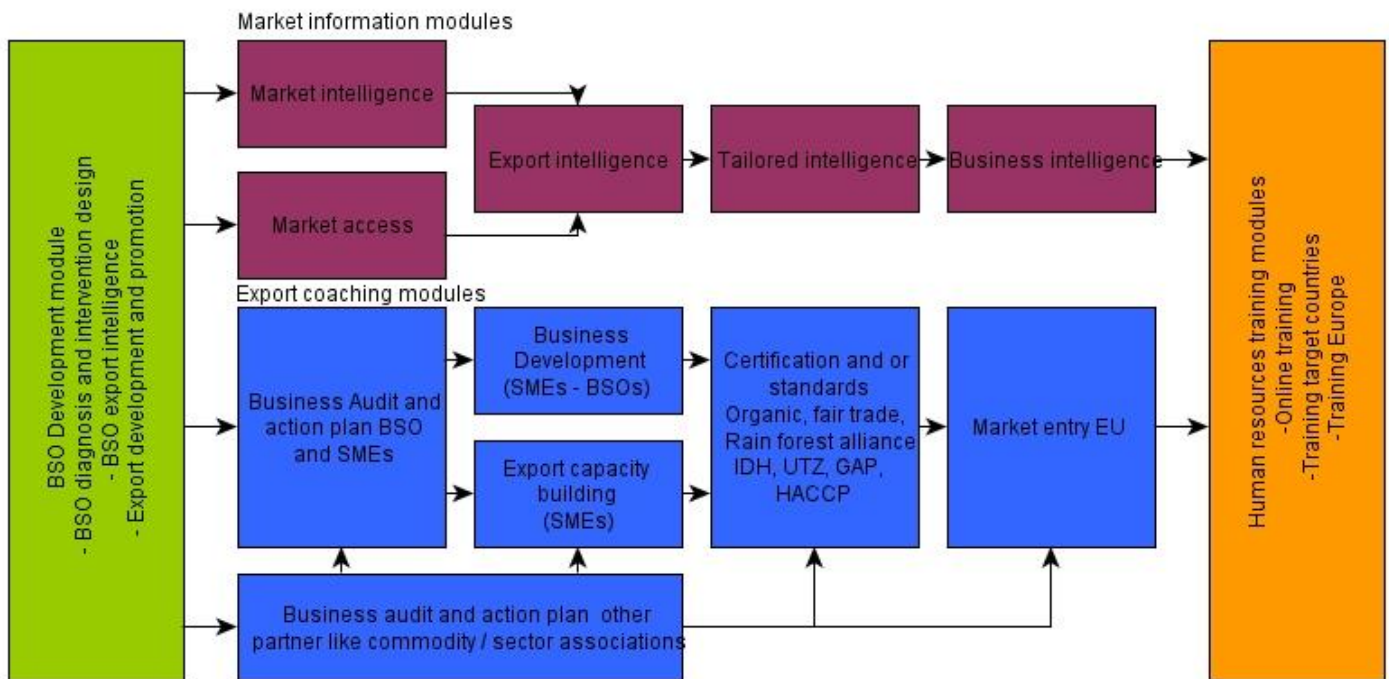 Market information modules
BSO Development module
- BSO diagnosis and intervention design
- BSO export intelligence
- Export development and promotion
Market intelligence
Market access
Export intelligence
Tailored intelligence
Business intelligence
Export coaching modules
Business Audit and
action plan BSO
and SMEs
Business
Development
(SMEs - BSOs)
Export capacity
building
(SMEs)
Certification and or
standards
Organic, fair trade,
Rain forest alliance
IDH, UTZ, GAP,
HACCP
Market entry EU
Business audit and action plan  other
partner like commodity / sector associations
Human resources training modules
-Online training
-Training target countries
-Training Europe